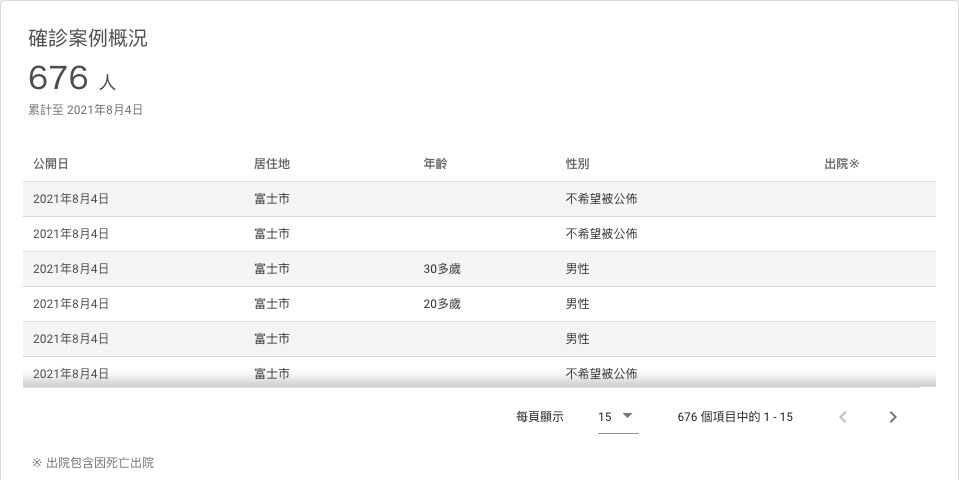 確診案例概況
676 人
累計至 2021年8月4日
公開日 居住地 年齡 性別 出院※
2021年8月4日 富士市 不希望被公佈
2021年8月4日 富士市 不希望被公佈
2021年8月4日 富士市 30多歲 男性
2021年8月4日 富士市 20多歲 男性
2021年8月4日 富士市 男性
2021年8月4日 富士市 不希望被公佈
每頁顯示 15 676 個項目中的 1 - 15
※ 出院包含因死亡出院